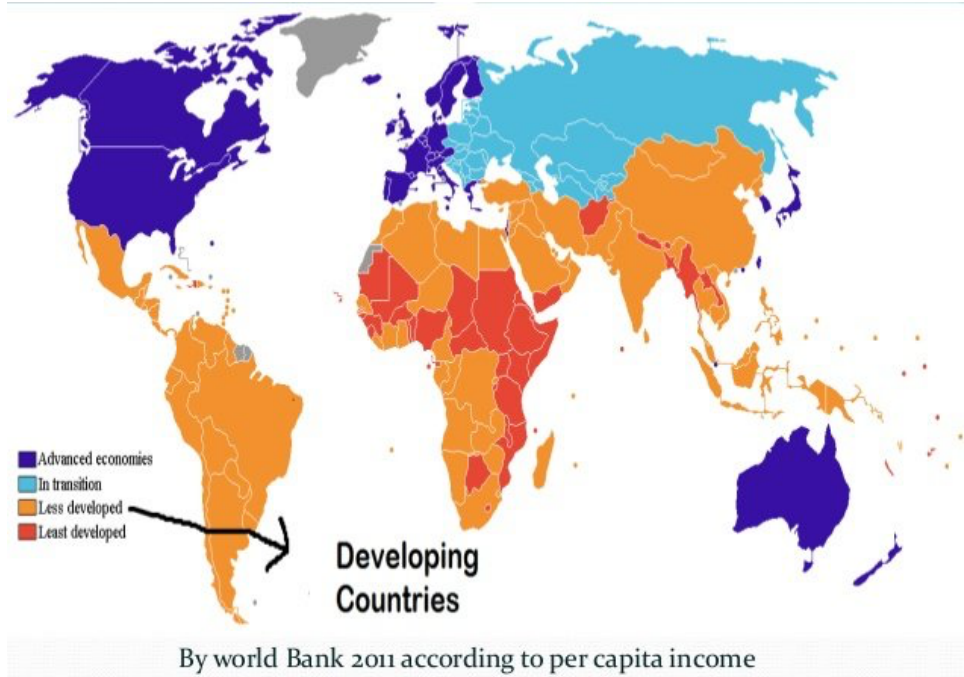 Advanced economies
In transition
Less developed
Least developed
Developing
Countries
By world Bank 2011 according to per capita income